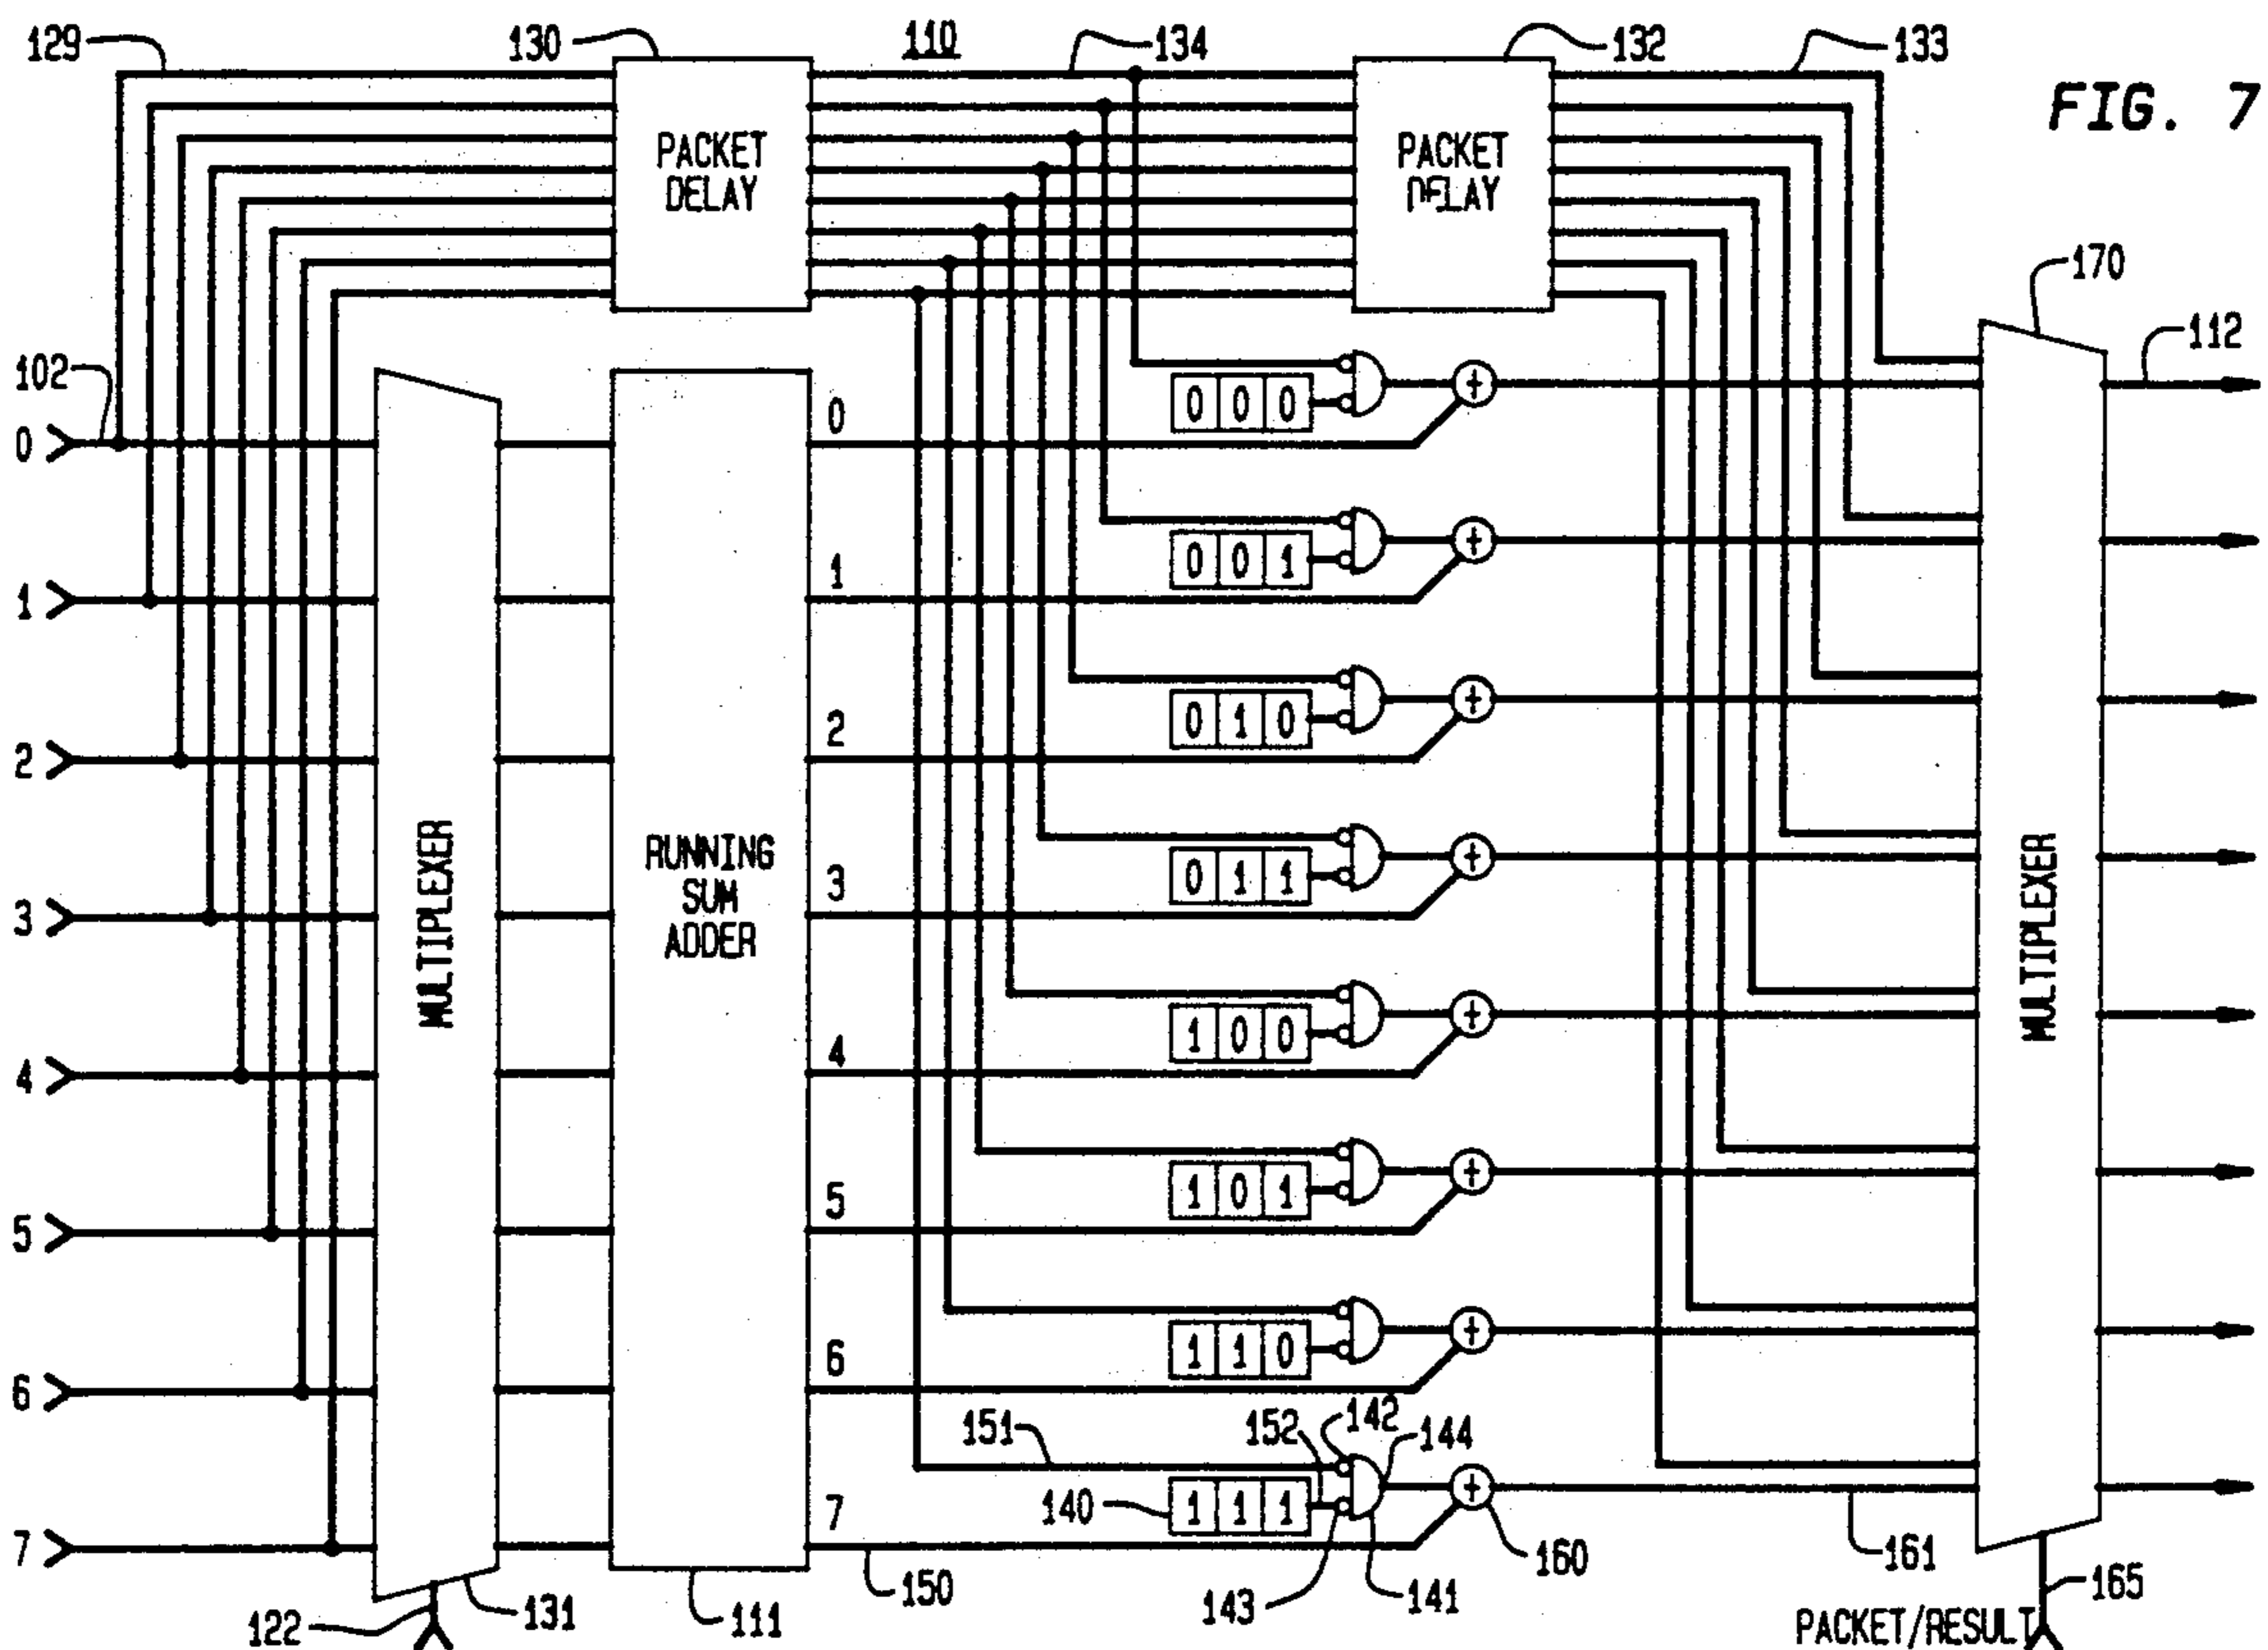 129
130
110
134
132
133
FIG. 7
PACKET
DELAY
PACKET
DELAY
170
112
102
0
0
0 0 0
1
1
0 0 1
2
2
0 1 0
MULTIPLEXER
RUNNING
SUM
ADDER
MULTIPLEXER
3
3
0 1 1
4
4
1 0 0
5
5
1 0 1
6
6
1 1 0
151
152
142
144
140
1 1 1
7
7
122
131
111
150
143
141
160
161
165
PACKET/RESULT